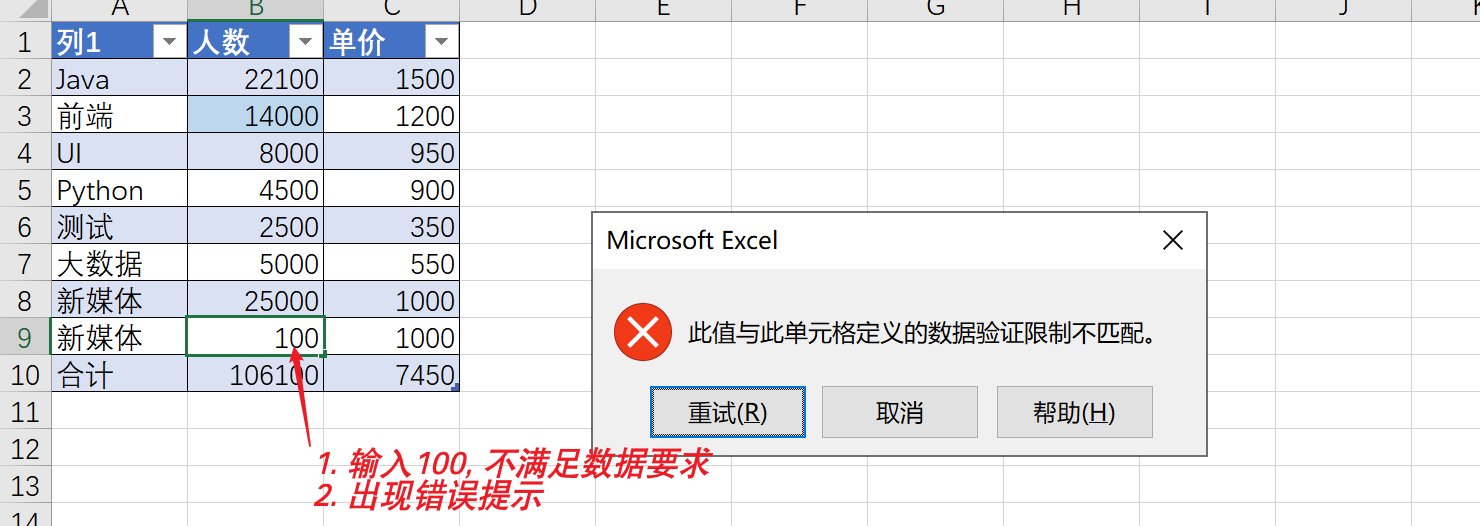 A B C D E F G H I J
1 列1 人数 单价
2 Java 22100 1500
3 前端 14000 1200
4 UI 8000 950
5 Python 4500 900
6 测试 2500 350
7 大数据 5000 550
8 新媒体 25000 1000
9 新媒体 100 1000
10 合计 106100 7450
11
12
13
14
Microsoft Excel
此值与此单元格定义的数据验证限制不匹配。
重试(R) 取消 帮助(H)
1. 输入100, 不满足数据要求
2. 出现错误提示